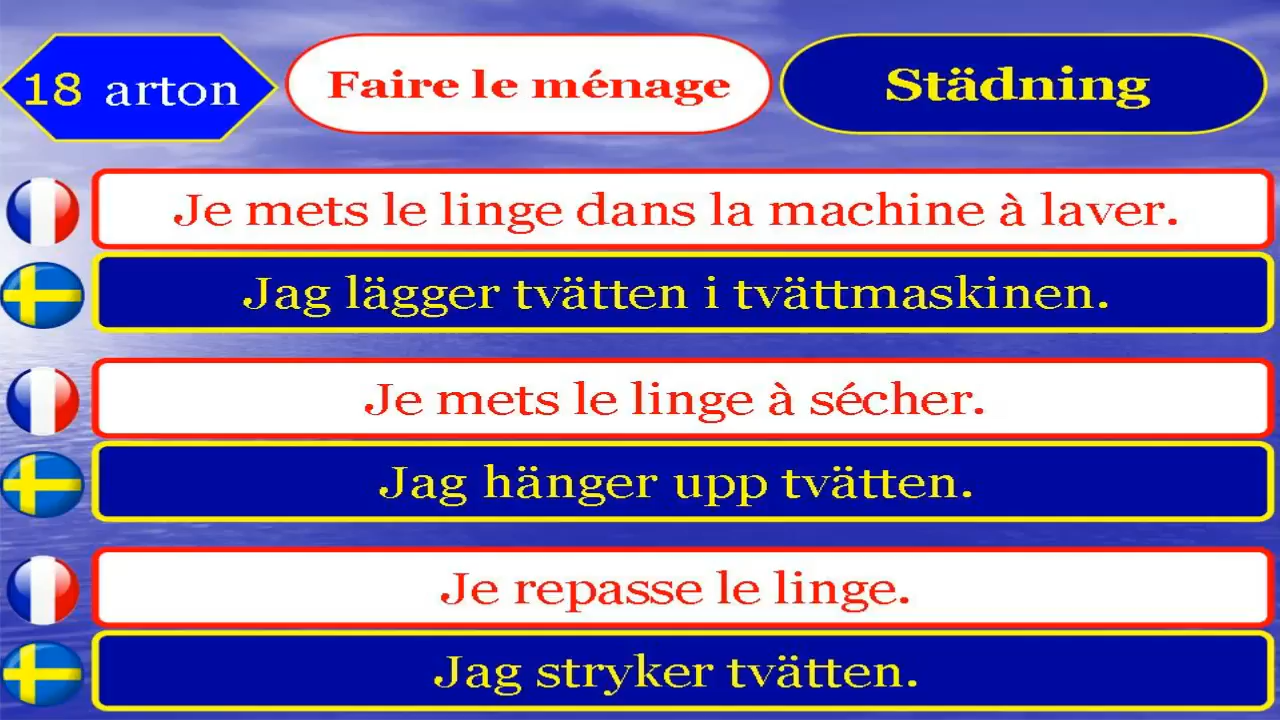 18 arton
Faire le ménage
Städning
Je mets le linge dans la machine à laver.
Jag lägger tvätten i tvättmaskinen.
Je mets le linge à sécher.
Jag hänger upp tvätten.
Je repasse le linge.
Jag stryker tvätten.